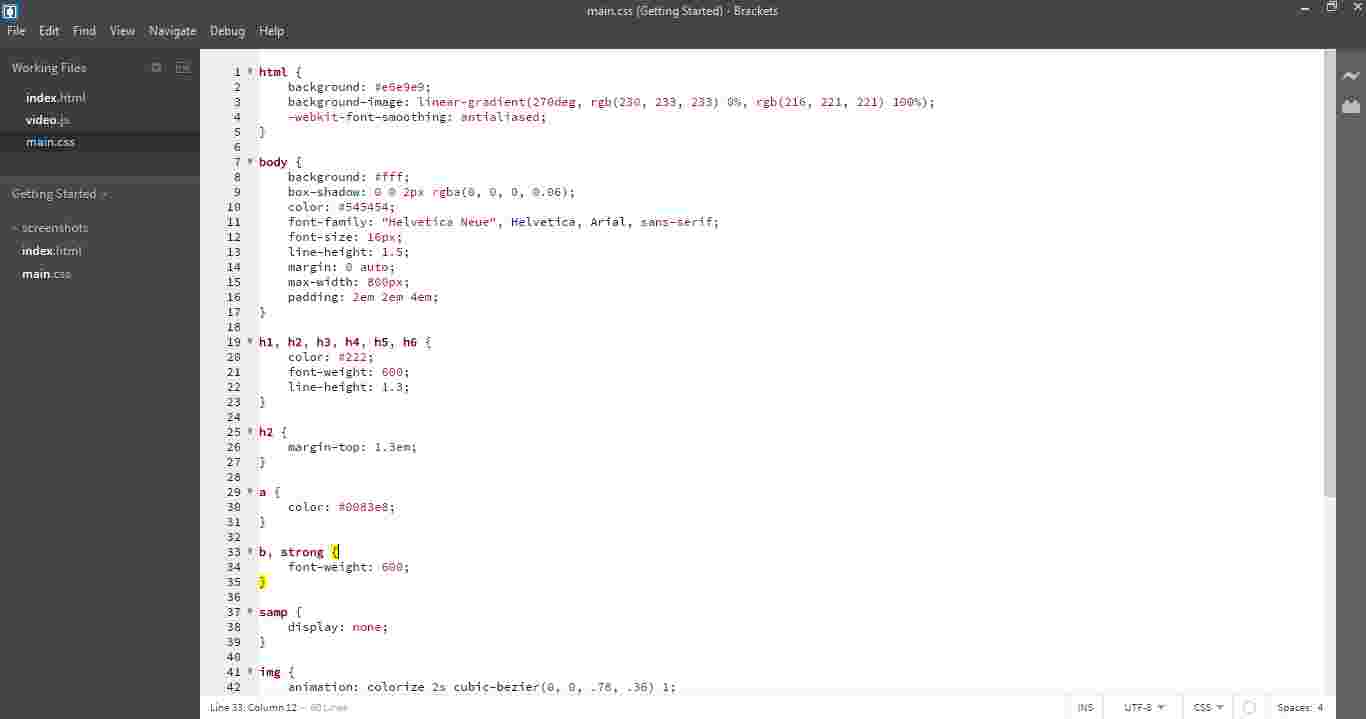 main.css (Getting Started) - Brackets
File Edit Find View Navigate Debug Help
Working Files
index.html
video.js
main.css
Getting Started
screenshots
index.html
main.css
1 html {
2 background: #e6e9e9;
3 background-image: linear-gradient(270deg, rgb(230, 233, 233) 0%, rgb(216, 221, 221) 100%);
4 -webkit-font-smoothing: antialiased;
5 }
6
7 body {
8 background: #fff;
9 box-shadow: 0 0 2px rgba(0, 0, 0, 0.06);
10 color: #545454;
11 font-family: "Helvetica Neue", Helvetica, Arial, sans-serif;
12 font-size: 16px;
13 line-height: 1.5;
14 margin: 0 auto;
15 max-width: 800px;
16 padding: 2em 2em 4em;
17 }
18
19 h1, h2, h3, h4, h5, h6 {
20 color: #222;
21 font-weight: 600;
22 line-height: 1.3;
23 }
24
25 h2 {
26 margin-top: 1.3em;
27 }
28
29 a {
30 color: #0083e8;
31 }
32
33 b, strong {
34 font-weight: 600;
35 }
36
37 samp {
38 display: none;
39 }
40
41 img {
42 animation: colorize 2s cubic-bezier(0, 0, .78, .36) 1;
Line 33, Column 12 — 60 Lines
INS UTF-8 CSS Spaces: 4